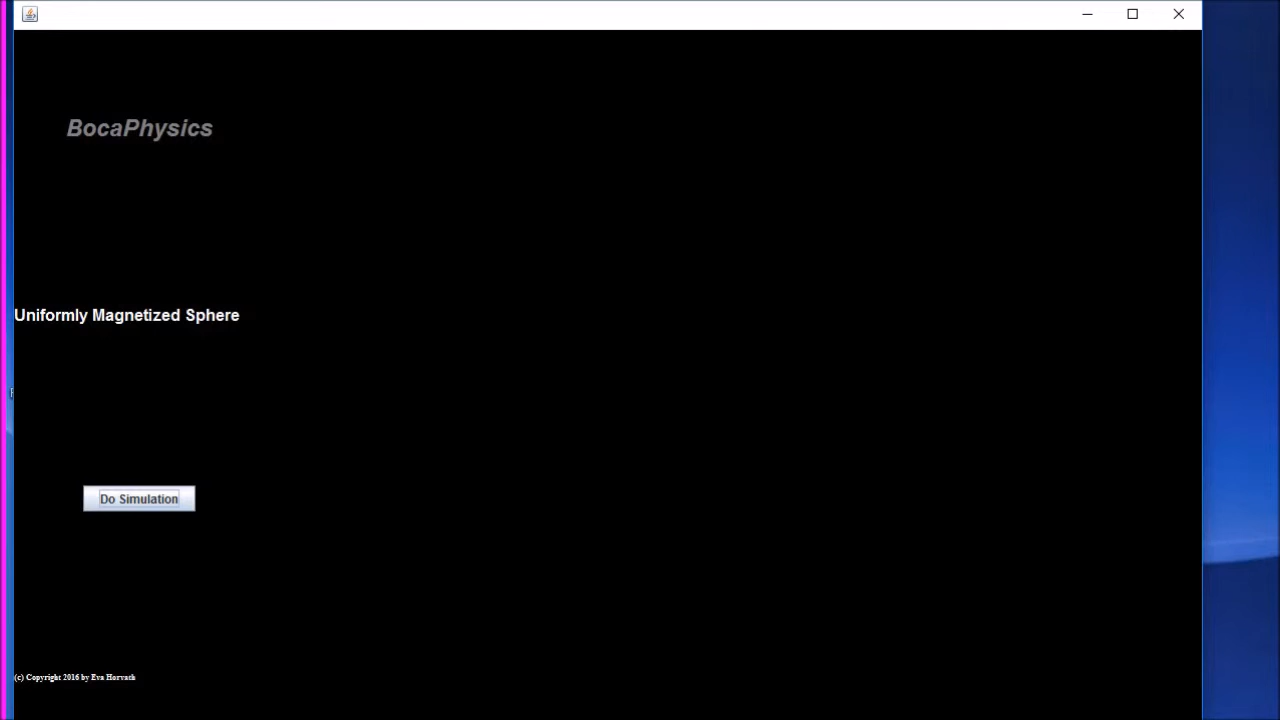 BocaPhysics
Uniformly Magnetized Sphere
Do Simulation
(c) Copyright 2016 by Eva Horvath